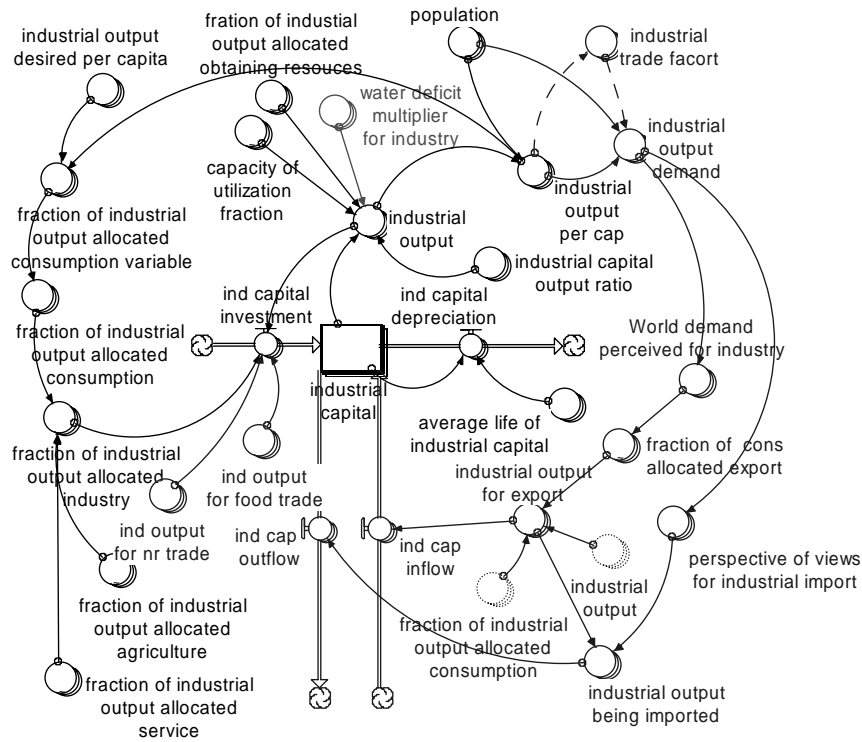 population
industrial output
desired per capita
fration of industrial
output allocated
obtaining resouces
industrial
trade facort
water deficit
multiplier
for industry
industrial
output
demand
capacity of
utilization
fraction
industrial
output
per cap
fraction of industrial
output allocated
consumption variable
industrial
output
industrial capital
output ratio
ind capital
investment
ind capital
depreciation
World demand
perceived for industry
fraction of industrial
output allocated
consumption
industrial
capital
average life of
industrial capital
fraction of cons
allocated export
fraction of industrial
output allocated
industry
ind output
for food trade
industrial output
for export
ind output
for nr trade
ind cap
outflow
ind cap
inflow
perspective of views
for industrial import
industrial
output
fraction of industrial
output allocated
agriculture
fraction of industrial
output allocated
consumption
fraction of industrial
output allocated
service
industrial output
being imported